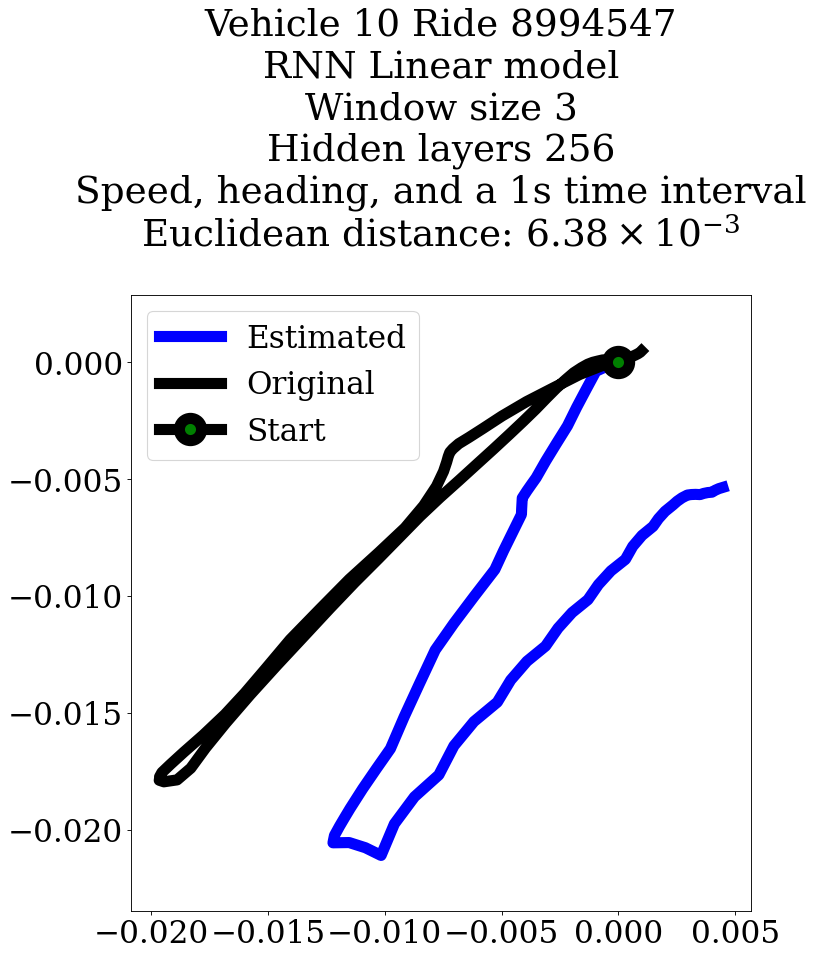 Vehicle 10 Ride 8994547
RNN Linear model
Window size 3
Hidden layers 256
Speed, heading, and a 1s time interval
Euclidean distance: 6.38 × 10⁻³
Estimated
Original
Start
0.000
−0.005
−0.010
−0.015
−0.020
−0.020 −0.015 −0.010 −0.005 0.000 0.005